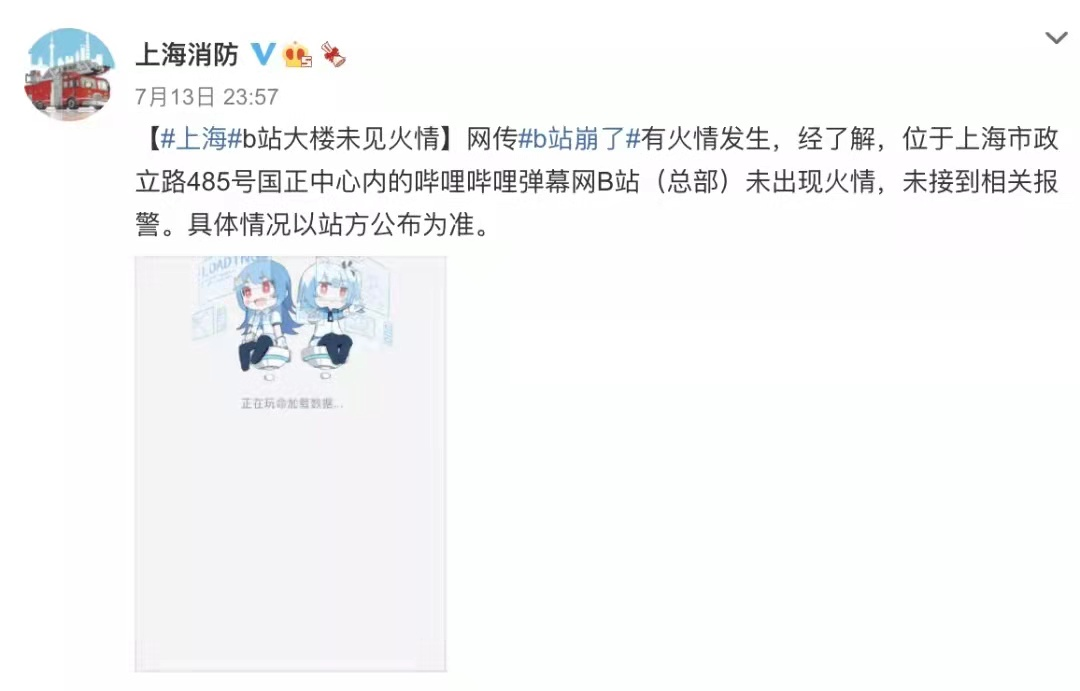 上海消防
7月13日 23:57
【#上海#b站大楼未见火情】网传#b站崩了#有火情发生，经了解，位于上海市政
立路485号国正中心内的哔哩哔哩弹幕网B站（总部）未出现火情，未接到相关报
警。具体情况以站方公布为准。
LOADING
正在玩命加载数据...